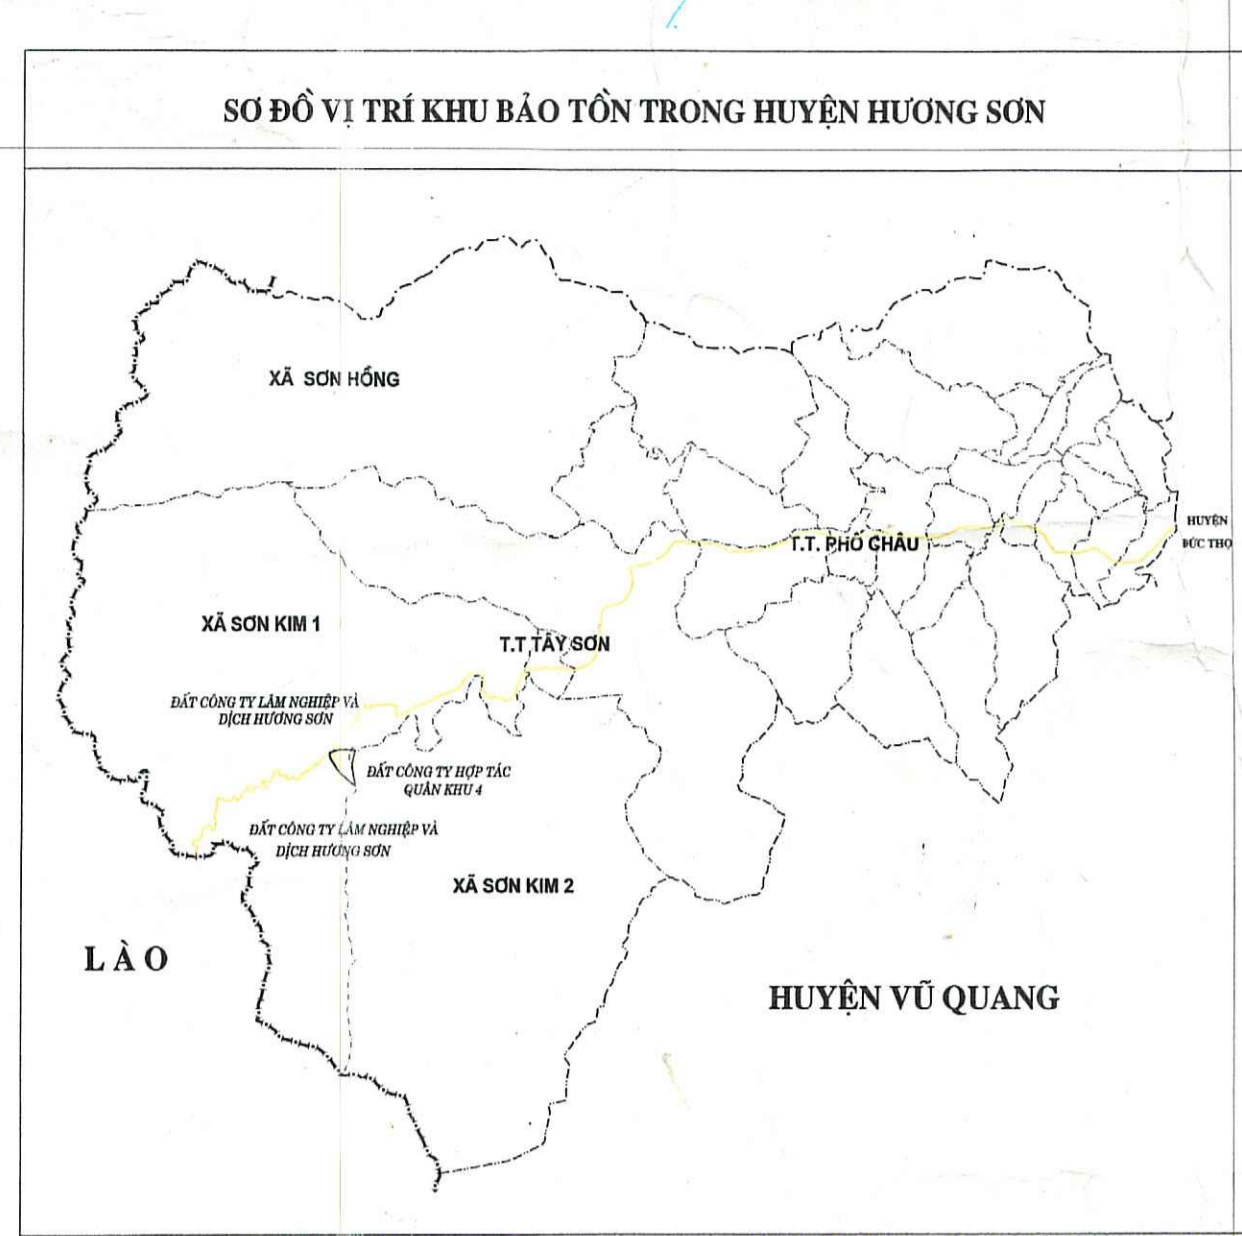 SƠ ĐỒ VỊ TRÍ KHU BẢO TỒN TRONG HUYỆN HƯƠNG SƠN
XÃ SƠN HỒNG
HUYỆN
ĐỨC THỌ
T.T. PHỐ CHÂU
XÃ SƠN KIM 1
T.T TÂY SƠN
ĐẤT CÔNG TY LÂM NGHIỆP VÀ
DỊCH HƯƠNG SƠN
ĐẤT CÔNG TY HỢP TÁC
QUÂN KHU 4
ĐẤT CÔNG TY LÂM NGHIỆP VÀ
DỊCH HƯƠNG SƠN
XÃ SƠN KIM 2
LÀO
HUYỆN VŨ QUANG